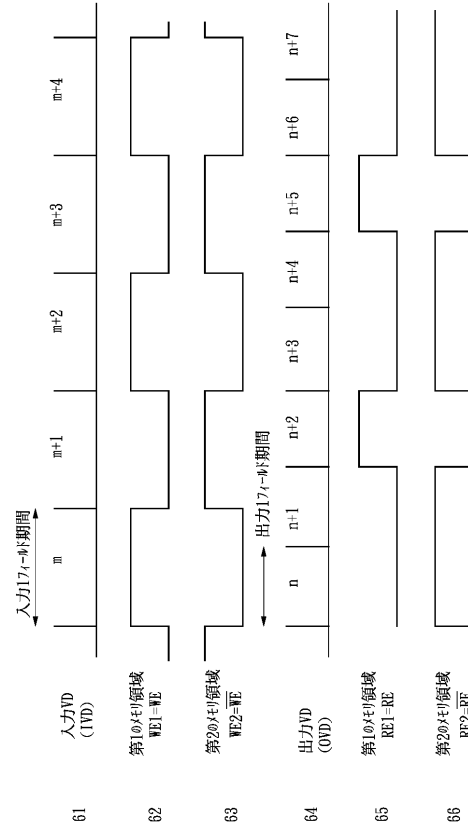 入力1フィールド期間
61
入力VD
(IVD)
m
m+1
m+2
m+3
m+4
62
第1のメモリ領域
WE1=WE
63
第2のメモリ領域
WE2=WE
出力1フィールド期間
64
出力VD
(OVD)
n
n+1
n+2
n+3
n+4
n+5
n+6
n+7
65
第1のメモリ領域
RE1=RE
66
第2のメモリ領域
RE2=RE